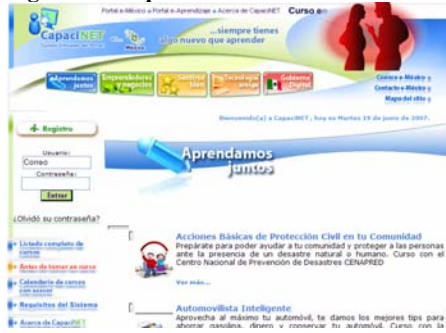 Portal e-México Portal e-Aprendizaje Acerca de CapaciNET Curso en
CapaciNET
...siempre tienes
algo nuevo que aprender
Aprendamos juntos
Emprendedores y negocios
Sentirse bien
Tecnología amiga
Gobierno Digital
Conoce e-México
Contacto e-México
Mapa del sitio
Bienvenido(a) a CapaciNET, hoy es Martes 19 de junio de 2007.
Registro
Usuario:
Correo
Contraseña:
Entrar
¿Olvidó su contraseña?
Aprendamos
juntos
Listado completo de cursos
Antes de tomar un curso
Calendario de cursos con asesor
Requisitos del Sistema
Acerca de CapaciNET
Acciones Básicas de Protección Civil en tu Comunidad
Prepárate para poder ayudar a tu comunidad y proteger a las personas
ante la presencia de un desastre natural o humano. Curso con el
Centro Nacional de Prevención de Desastres CENAPRED
Ver más...
Automovilista Inteligente
Aprovecha al máximo tu automóvil, te damos los mejores tips para
ahorrar gasolina, dinero y conservar tu automóvil. Curso con la